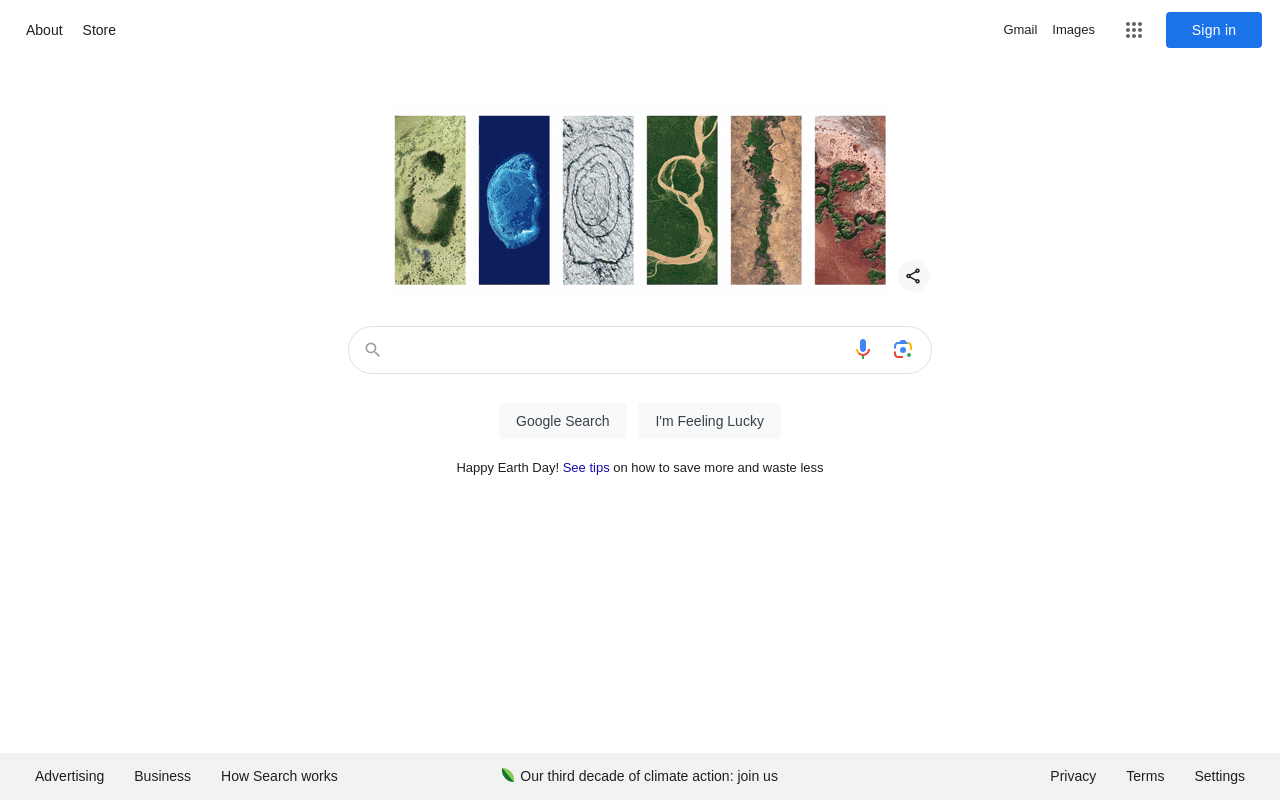 About Store Gmail Images Sign in
Google Search I'm Feeling Lucky
Happy Earth Day! See tips on how to save more and waste less
Advertising Business How Search works Our third decade of climate action: join us Privacy Terms Settings